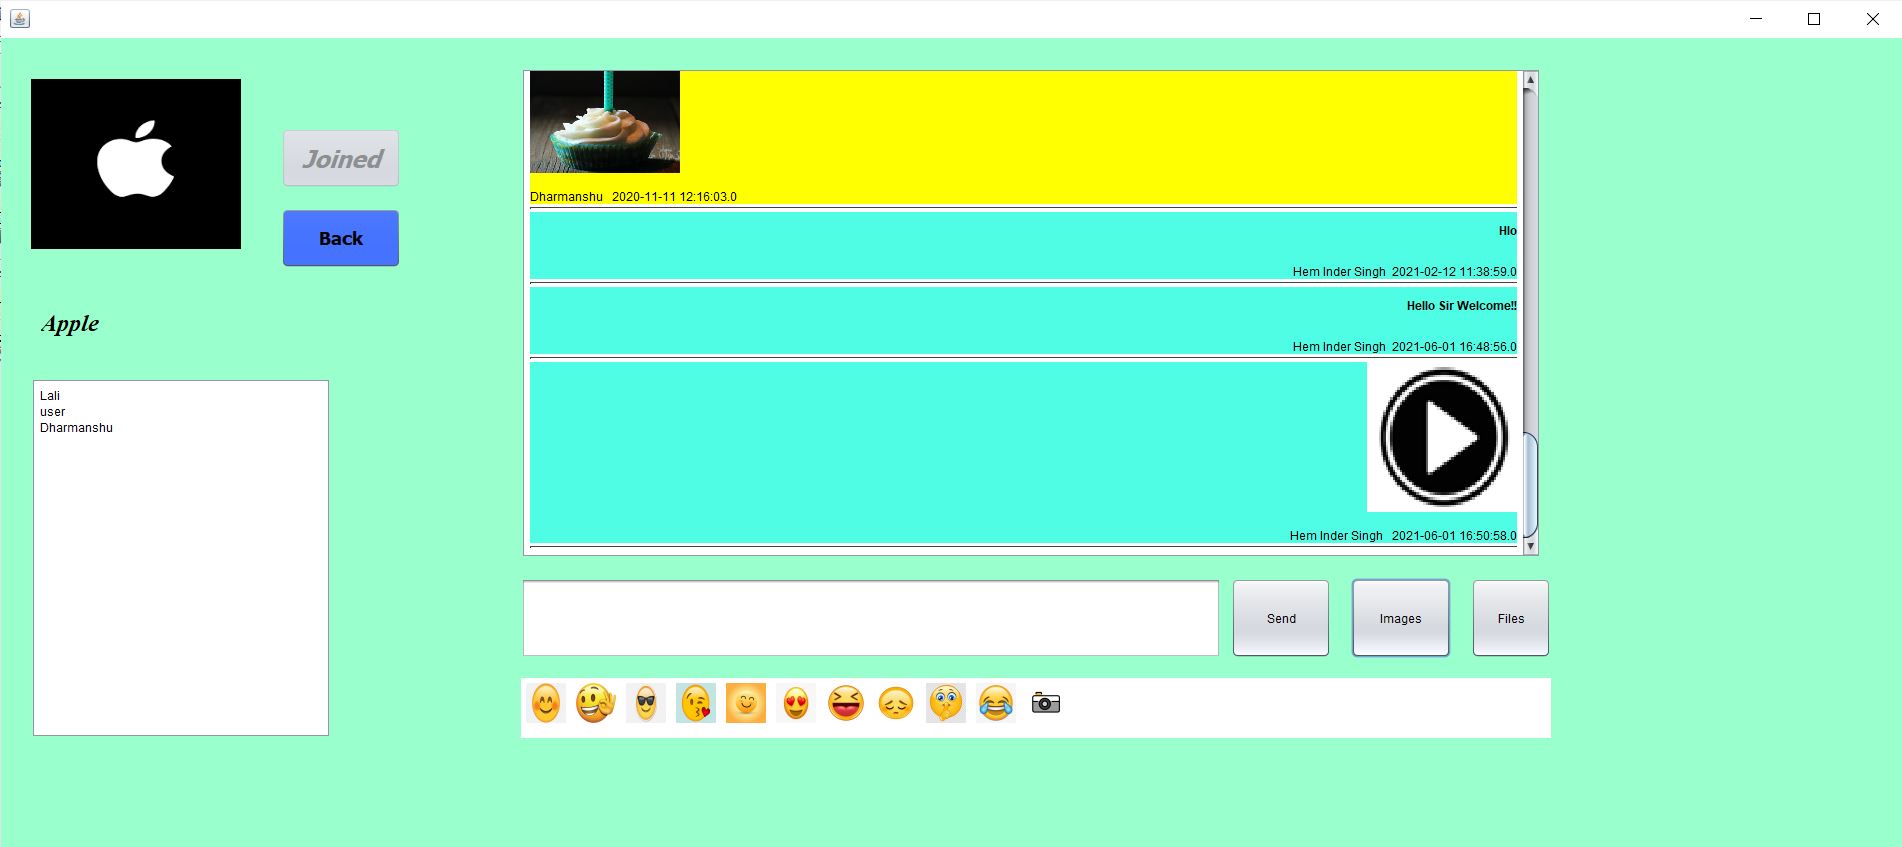 Joined
Back
Apple
Lali
user
Dharmanshu
Dharmanshu 2020-11-11 12:16:03.0
Hlo
Hem Inder Singh 2021-02-12 11:38:59.0
Hello Sir Welcome!!
Hem Inder Singh 2021-06-01 16:48:56.0
Hem Inder Singh 2021-06-01 16:50:58.0
Send
Images
Files